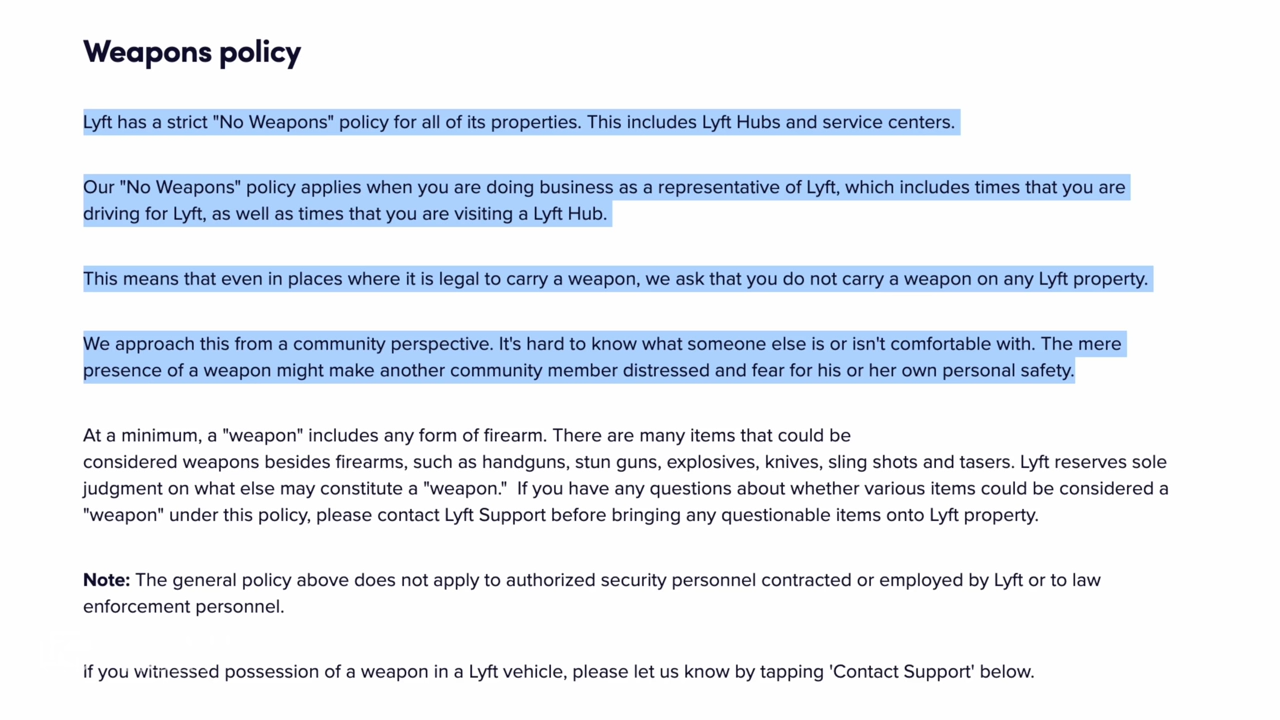 Weapons policy
Lyft has a strict "No Weapons" policy for all of its properties. This includes Lyft Hubs and service centers.
Our "No Weapons" policy applies when you are doing business as a representative of Lyft, which includes times that you are
driving for Lyft, as well as times that you are visiting a Lyft Hub.
This means that even in places where it is legal to carry a weapon, we ask that you do not carry a weapon on any Lyft property.
We approach this from a community perspective. It's hard to know what someone else is or isn't comfortable with. The mere
presence of a weapon might make another community member distressed and fear for his or her own personal safety.
At a minimum, a "weapon" includes any form of firearm. There are many items that could be
considered weapons besides firearms, such as handguns, stun guns, explosives, knives, sling shots and tasers. Lyft reserves sole
judgment on what else may constitute a "weapon."  If you have any questions about whether various items could be considered a
"weapon" under this policy, please contact Lyft Support before bringing any questionable items onto Lyft property.
Note: The general policy above does not apply to authorized security personnel contracted or employed by Lyft or to law
enforcement personnel.
If you witnessed possession of a weapon in a Lyft vehicle, please let us know by tapping 'Contact Support' below.